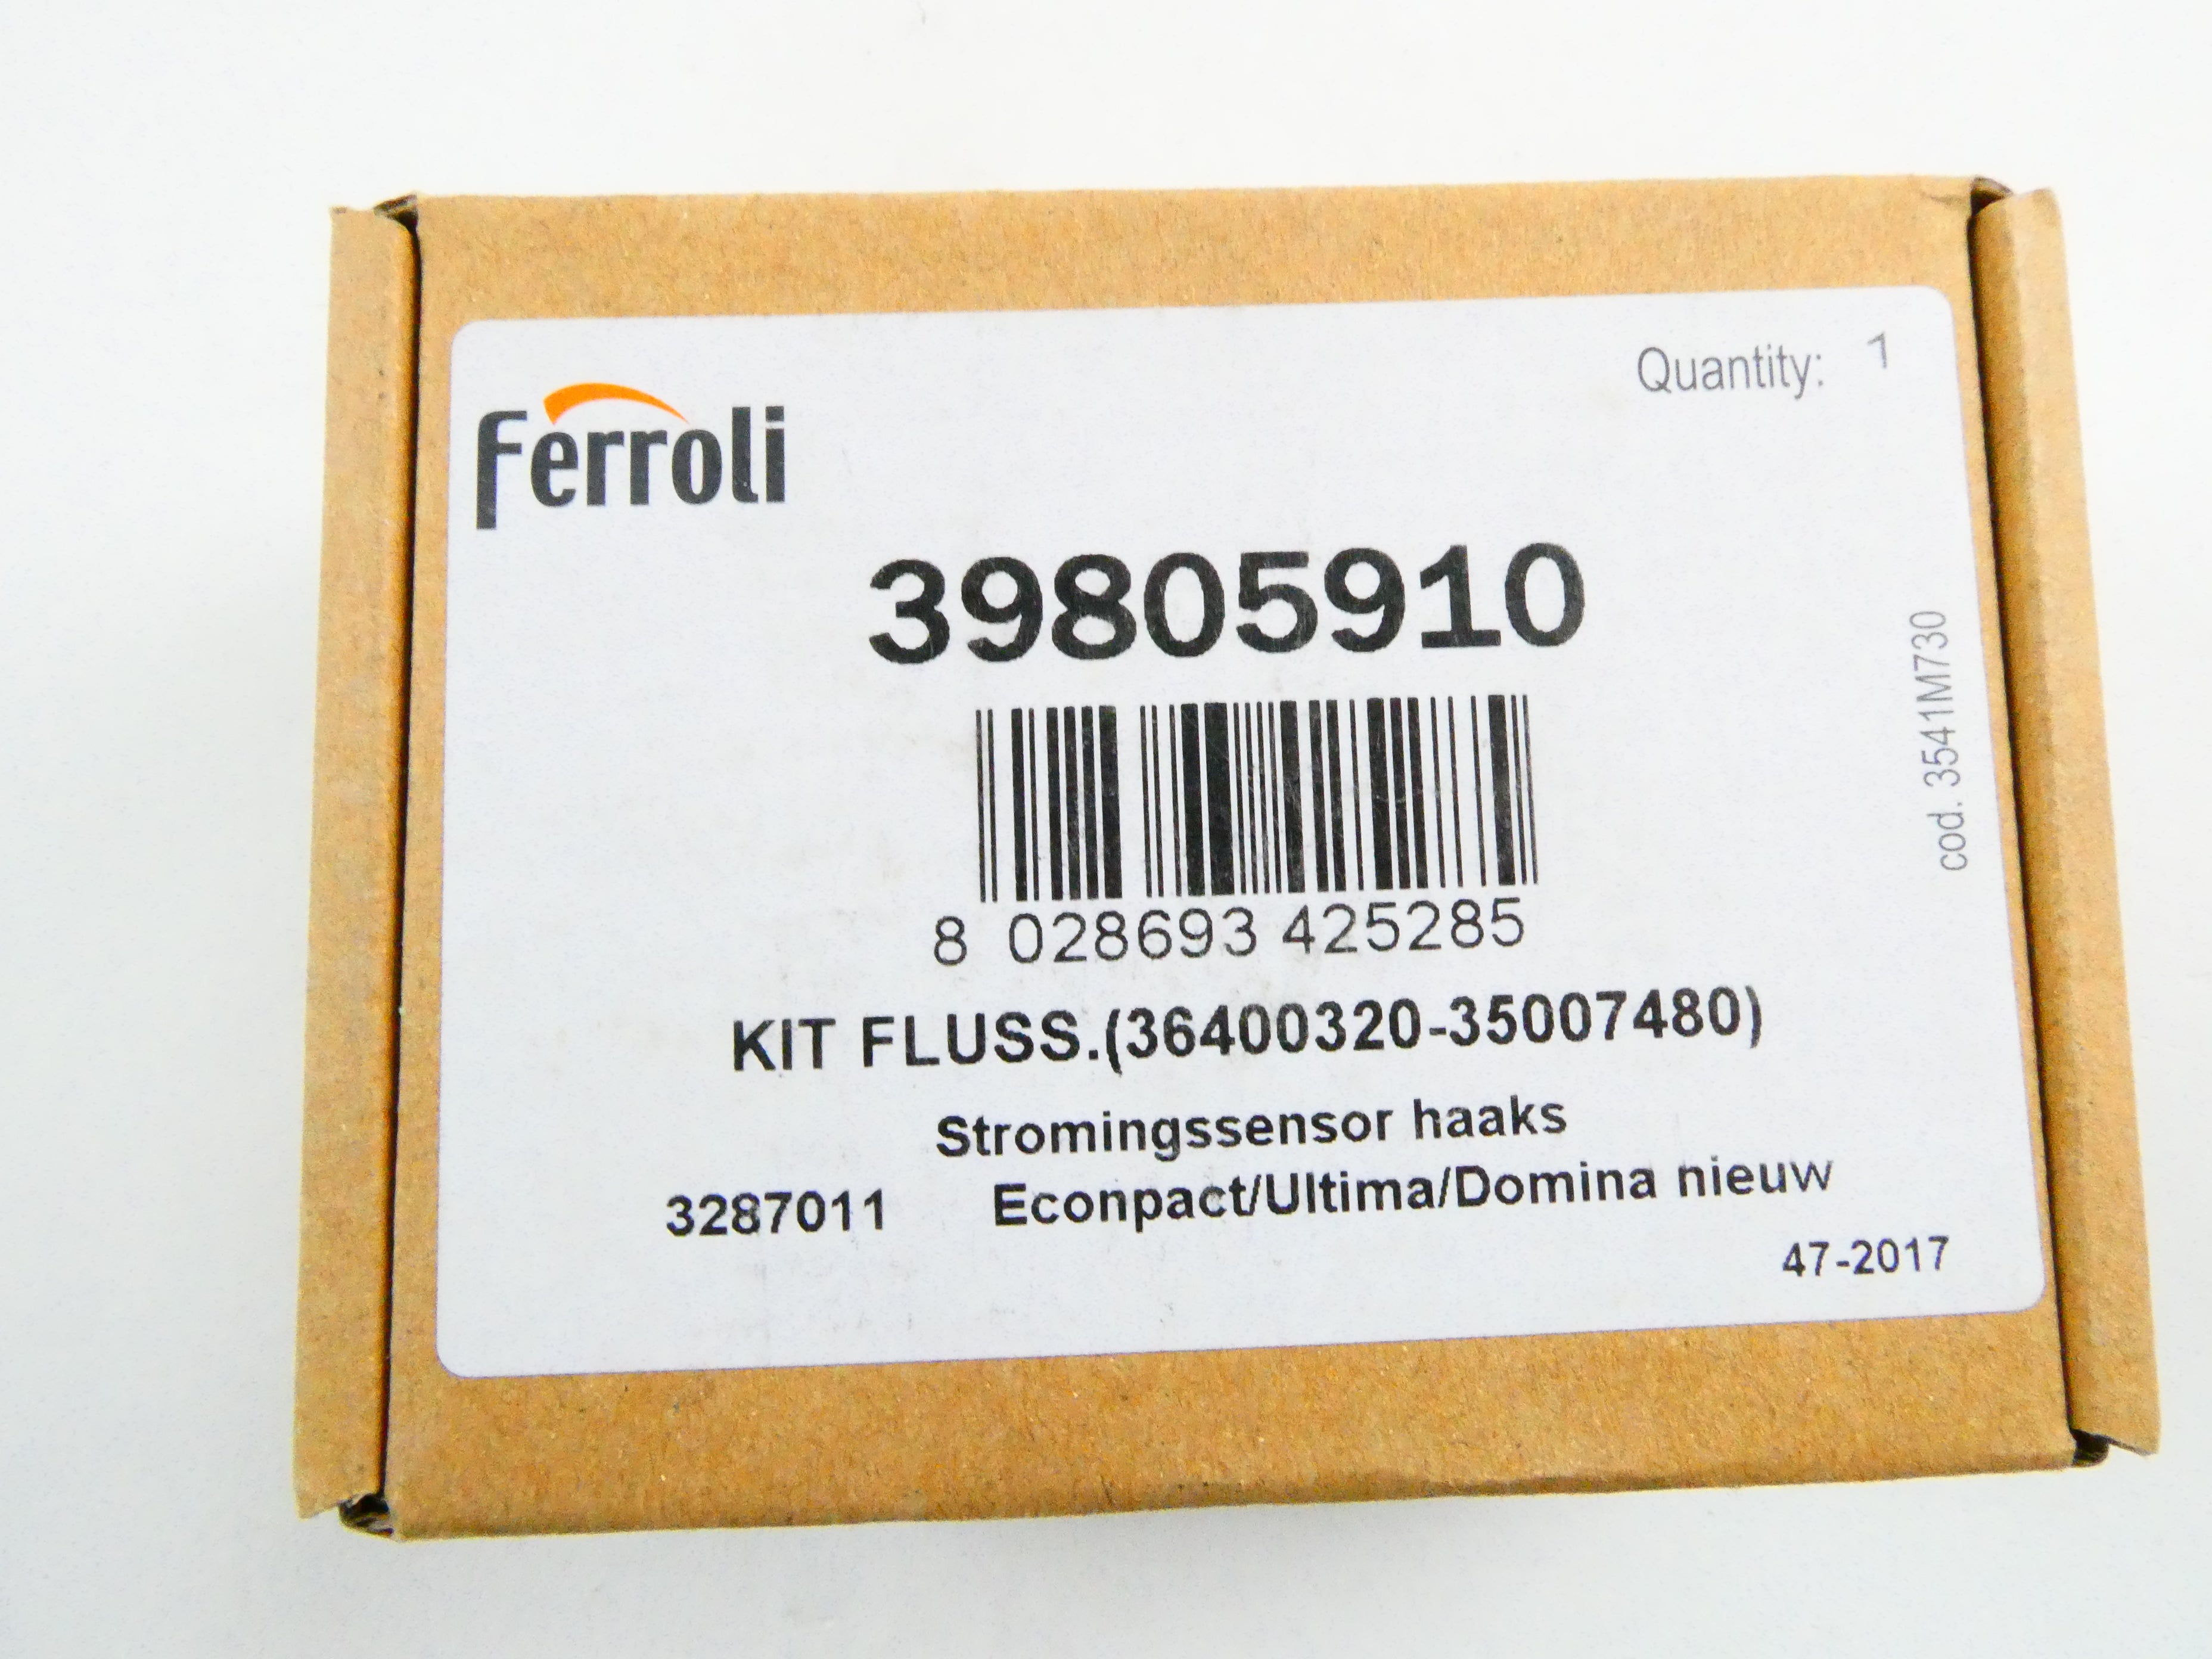 Quantity: 1
Ferroli
39805910
cod. 3541M730
8 028693 425285
KIT FLUSS.(36400320-35007480)
Stromingssensor haaks
3287011 Econpact/Ultima/Domina nieuw
47-2017